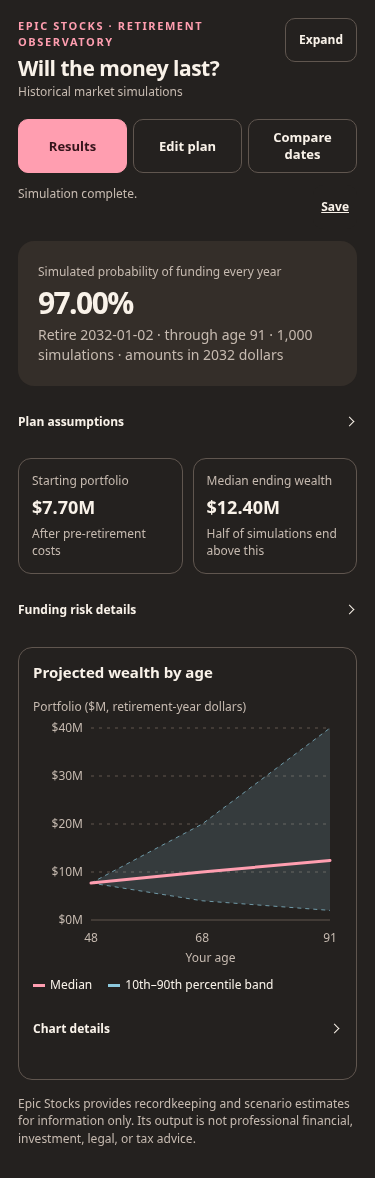 EPIC STOCKS · RETIREMENT
OBSERVATORY
Expand
Will the money last?
Historical market simulations
Results
Edit plan
Compare
dates
Simulation complete.
Save
Simulated probability of funding every year
97.00%
Retire 2032-01-02 · through age 91 · 1,000
simulations · amounts in 2032 dollars
Plan assumptions
Starting portfolio
$7.70M
After pre-retirement
costs
Median ending wealth
$12.40M
Half of simulations end
above this
Funding risk details
Projected wealth by age
Portfolio ($M, retirement-year dollars)
$40M
$30M
$20M
$10M
$0M
48 68 91
Your age
Median 10th–90th percentile band
Chart details
Epic Stocks provides recordkeeping and scenario estimates
for information only. Its output is not professional financial,
investment, legal, or tax advice.